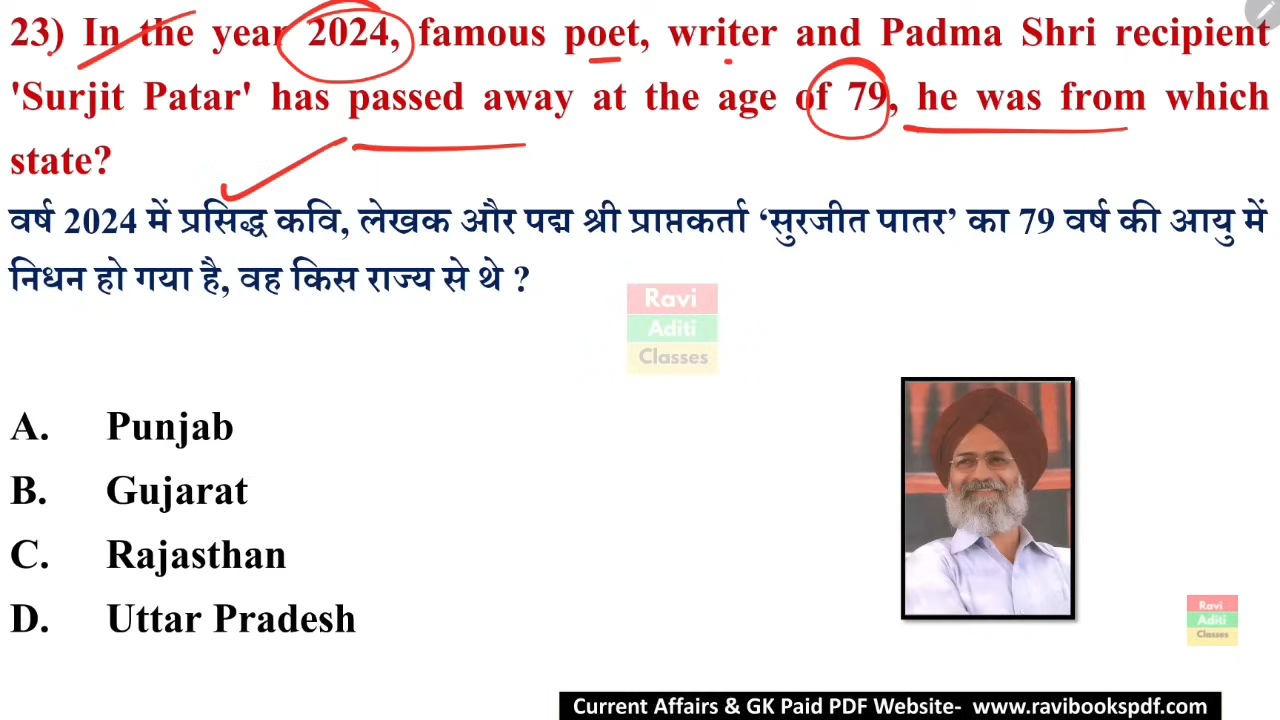 23) In the year 2024, famous poet, writer and Padma Shri recipient
'Surjit Patar' has passed away at the age of 79, he was from which
state?
वर्ष 2024 में प्रसिद्ध कवि, लेखक और पद्म श्री प्राप्तकर्ता ‘सुरजीत पातर’ का 79 वर्ष की आयु में
निधन हो गया है, वह किस राज्य से थे ?
Ravi
Aditi
Classes
A. Punjab
B. Gujarat
C. Rajasthan
D. Uttar Pradesh
Ravi
Aditi
Classes
Current Affairs & GK Paid PDF Website- www.ravibookspdf.com